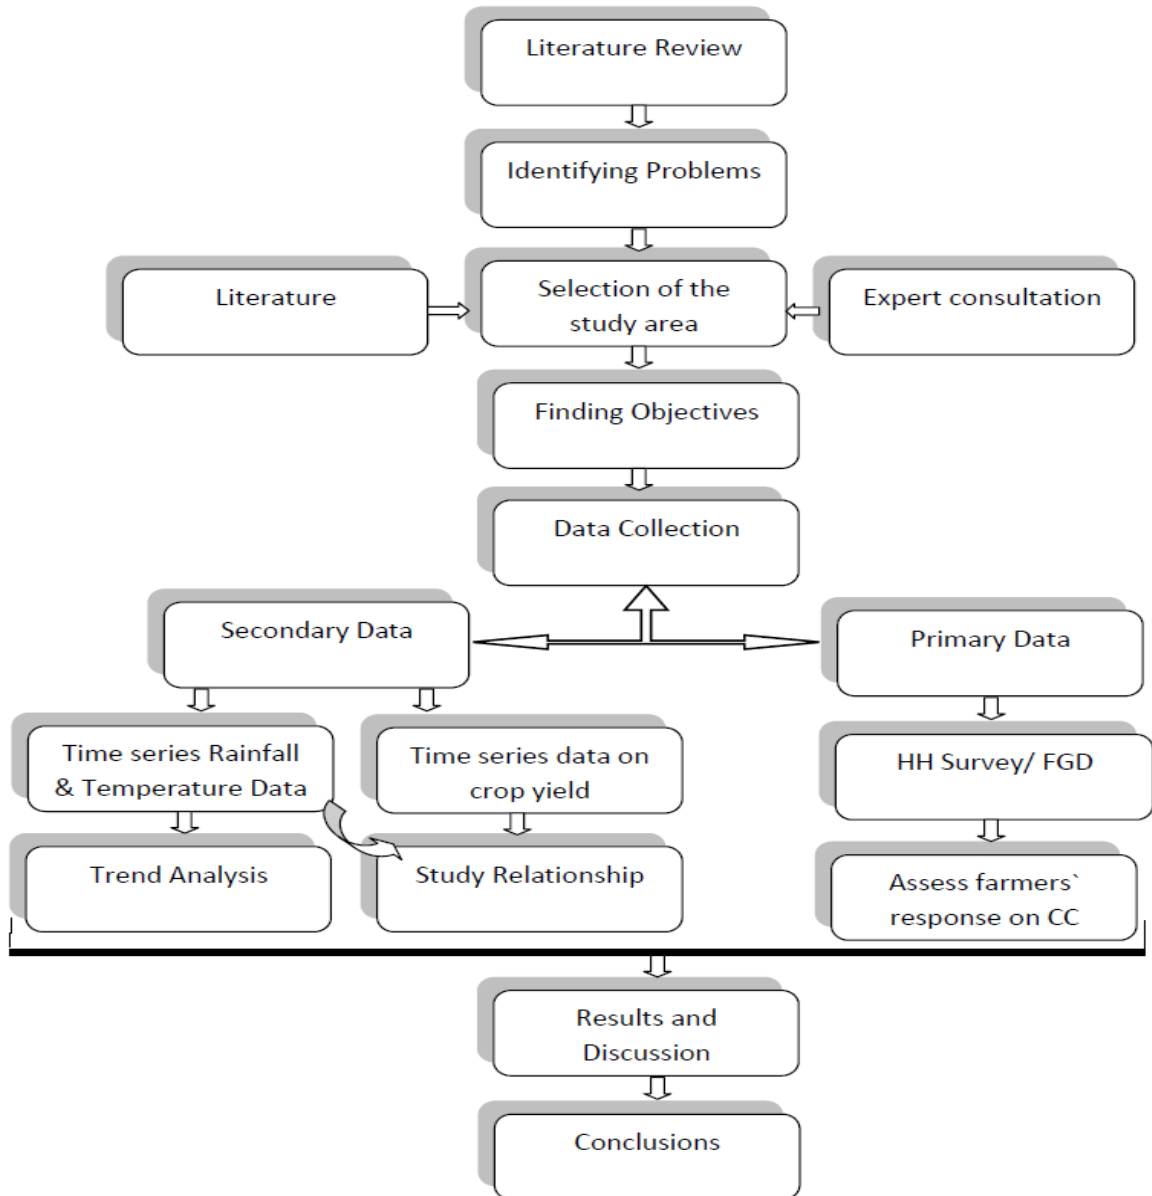 Literature Review
Identifying Problems
Literature
Selection of the
study area
Expert consultation
Finding Objectives
Data Collection
Secondary Data
Primary Data
Time series Rainfall
& Temperature Data
Time series data on
crop yield
HH Survey/ FGD
Trend Analysis
Study Relationship
Assess farmers`
response on CC
Results and
Discussion
Conclusions